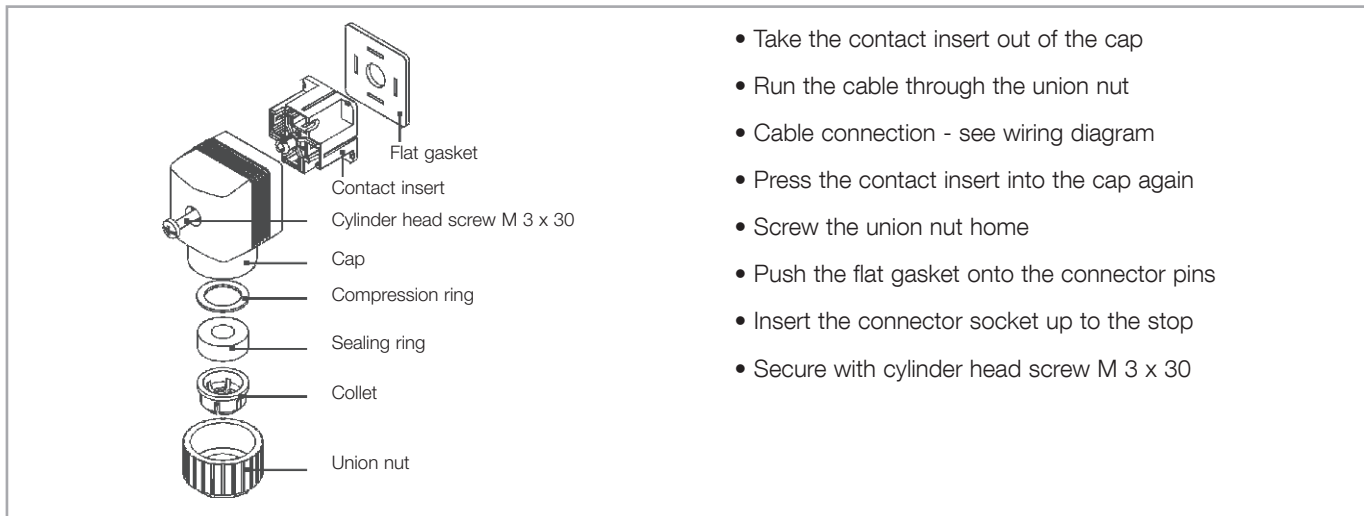 Flat gasket
Contact insert
Cylinder head screw M 3 x 30
Cap
Compression ring
Sealing ring
Collet
Union nut
• Take the contact insert out of the cap
• Run the cable through the union nut
• Cable connection - see wiring diagram
• Press the contact insert into the cap again
• Screw the union nut home
• Push the flat gasket onto the connector pins
• Insert the connector socket up to the stop
• Secure with cylinder head screw M 3 x 30